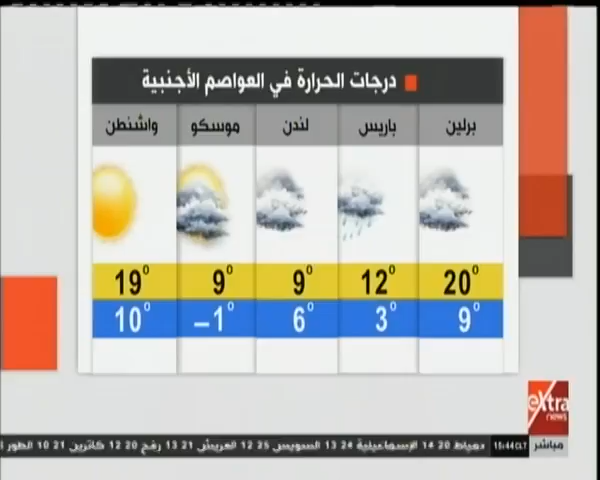 درجات الحرارة في العواصم الأجنبية
برلين باريس لندن موسكو واشنطن
20° 12° 9° 9° 19°
9° 3° 6° –1° 10°
eXtra
news
مباشر
15:44CLT دمياط 20 14 الإسماعيلية 24 13 السويس 25 12 العريش 21 13 رفح 20 12 كاترين 21 10 الطور